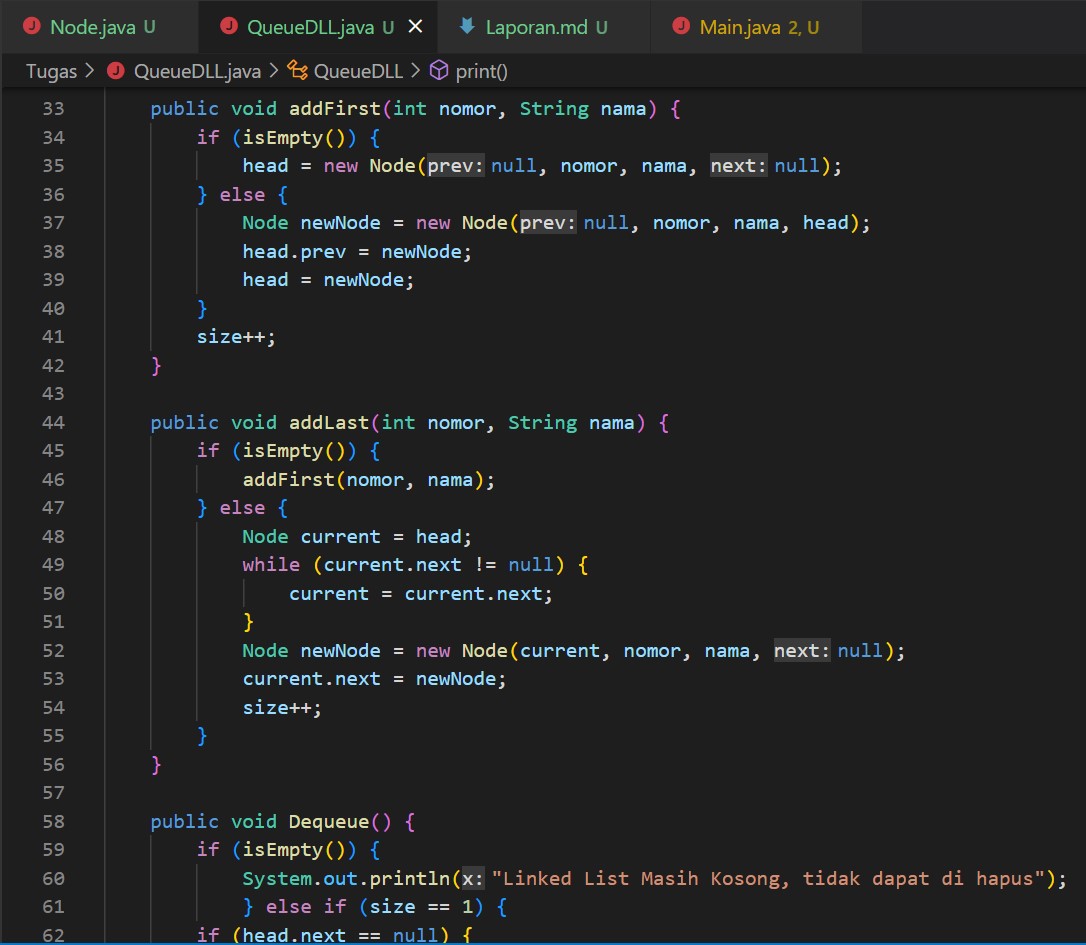 Node.java U QueueDLL.java U Laporan.md U Main.java 2, U
Tugas > QueueDLL.java > QueueDLL > print()
33 public void addFirst(int nomor, String nama) {
34 if (isEmpty()) {
35 head = new Node(prev: null, nomor, nama, next: null);
36 } else {
37 Node newNode = new Node(prev: null, nomor, nama, head);
38 head.prev = newNode;
39 head = newNode;
40 }
41 size++;
42 }
43
44 public void addLast(int nomor, String nama) {
45 if (isEmpty()) {
46 addFirst(nomor, nama);
47 } else {
48 Node current = head;
49 while (current.next != null) {
50 current = current.next;
51 }
52 Node newNode = new Node(current, nomor, nama, next: null);
53 current.next = newNode;
54 size++;
55 }
56 }
57
58 public void Dequeue() {
59 if (isEmpty()) {
60 System.out.println(x: "Linked List Masih Kosong, tidak dapat di hapus");
61 } else if (size == 1) {
62 if (head.next == null) {